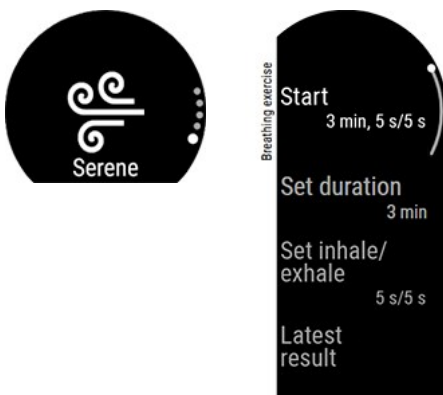 Serene
Breathing exercise
Start
3 min, 5 s/5 s
Set duration
3 min
Set inhale/
exhale
5 s/5 s
Latest
result